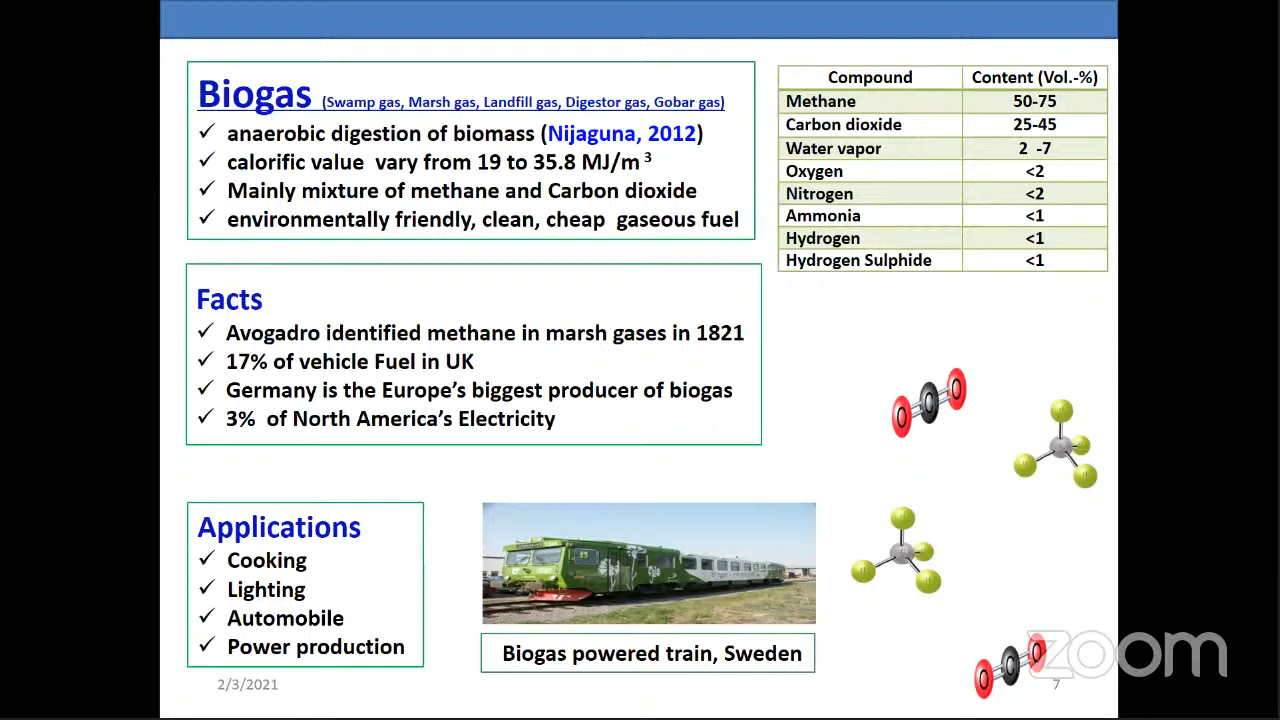 Biogas (Swamp gas, Marsh gas, Landfill gas, Digestor gas, Gobar gas)
✓ anaerobic digestion of biomass (Nijaguna, 2012)
✓ calorific value vary from 19 to 35.8 MJ/m 3
✓ Mainly mixture of methane and Carbon dioxide
✓ environmentally friendly, clean, cheap gaseous fuel
Compound Content (Vol.-%)
Methane 50-75
Carbon dioxide 25-45
Water vapor 2 -7
Oxygen <2
Nitrogen <2
Ammonia <1
Hydrogen <1
Hydrogen Sulphide <1
Facts
✓ Avogadro identified methane in marsh gases in 1821
✓ 17% of vehicle Fuel in UK
✓ Germany is the Europe’s biggest producer of biogas
✓ 3% of North America’s Electricity
O O
Applications
✓ Cooking
✓ Lighting
✓ Automobile
✓ Power production
Biogas powered train, Sweden
2/3/2021
7
zoom